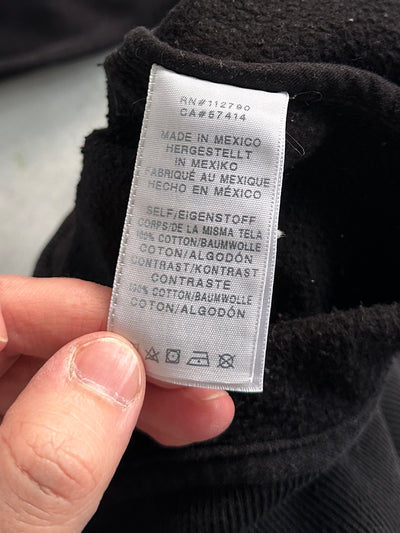 RN#112790
CA#57414
MADE IN MEXICO
HERGESTELLT
IN MEXIKO
FABRIQUÉ AU MEXIQUE
HECHO EN MÉXICO
SELF/EIGENSTOFF
CORPS/DE LA MISMA TELA
100% COTTON/BAUMWOLLE
COTON/ALGODÓN
CONTRAST/KONTRAST
CONTRASTE
100% COTTON/BAUMWOLLE
COTON/ALGODÓN